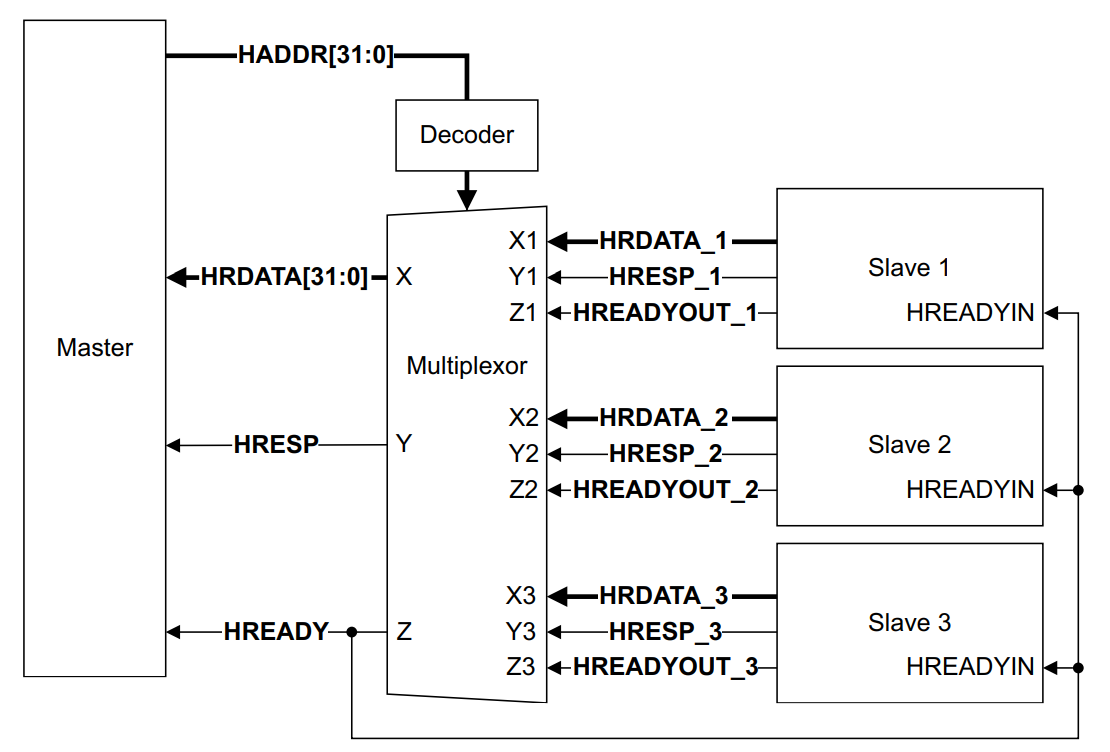 HADDR[31:0]
Decoder
X1
HRDATA_1
HRDATA[31:0]
X
Y1
HRESP_1
Slave 1
Z1
HREADYOUT_1
HREADYIN
Master
Multiplexor
X2
HRDATA_2
HRESP
Y
Y2
HRESP_2
Slave 2
Z2
HREADYOUT_2
HREADYIN
X3
HRDATA_3
HREADY
Z
Y3
HRESP_3
Slave 3
Z3
HREADYOUT_3
HREADYIN